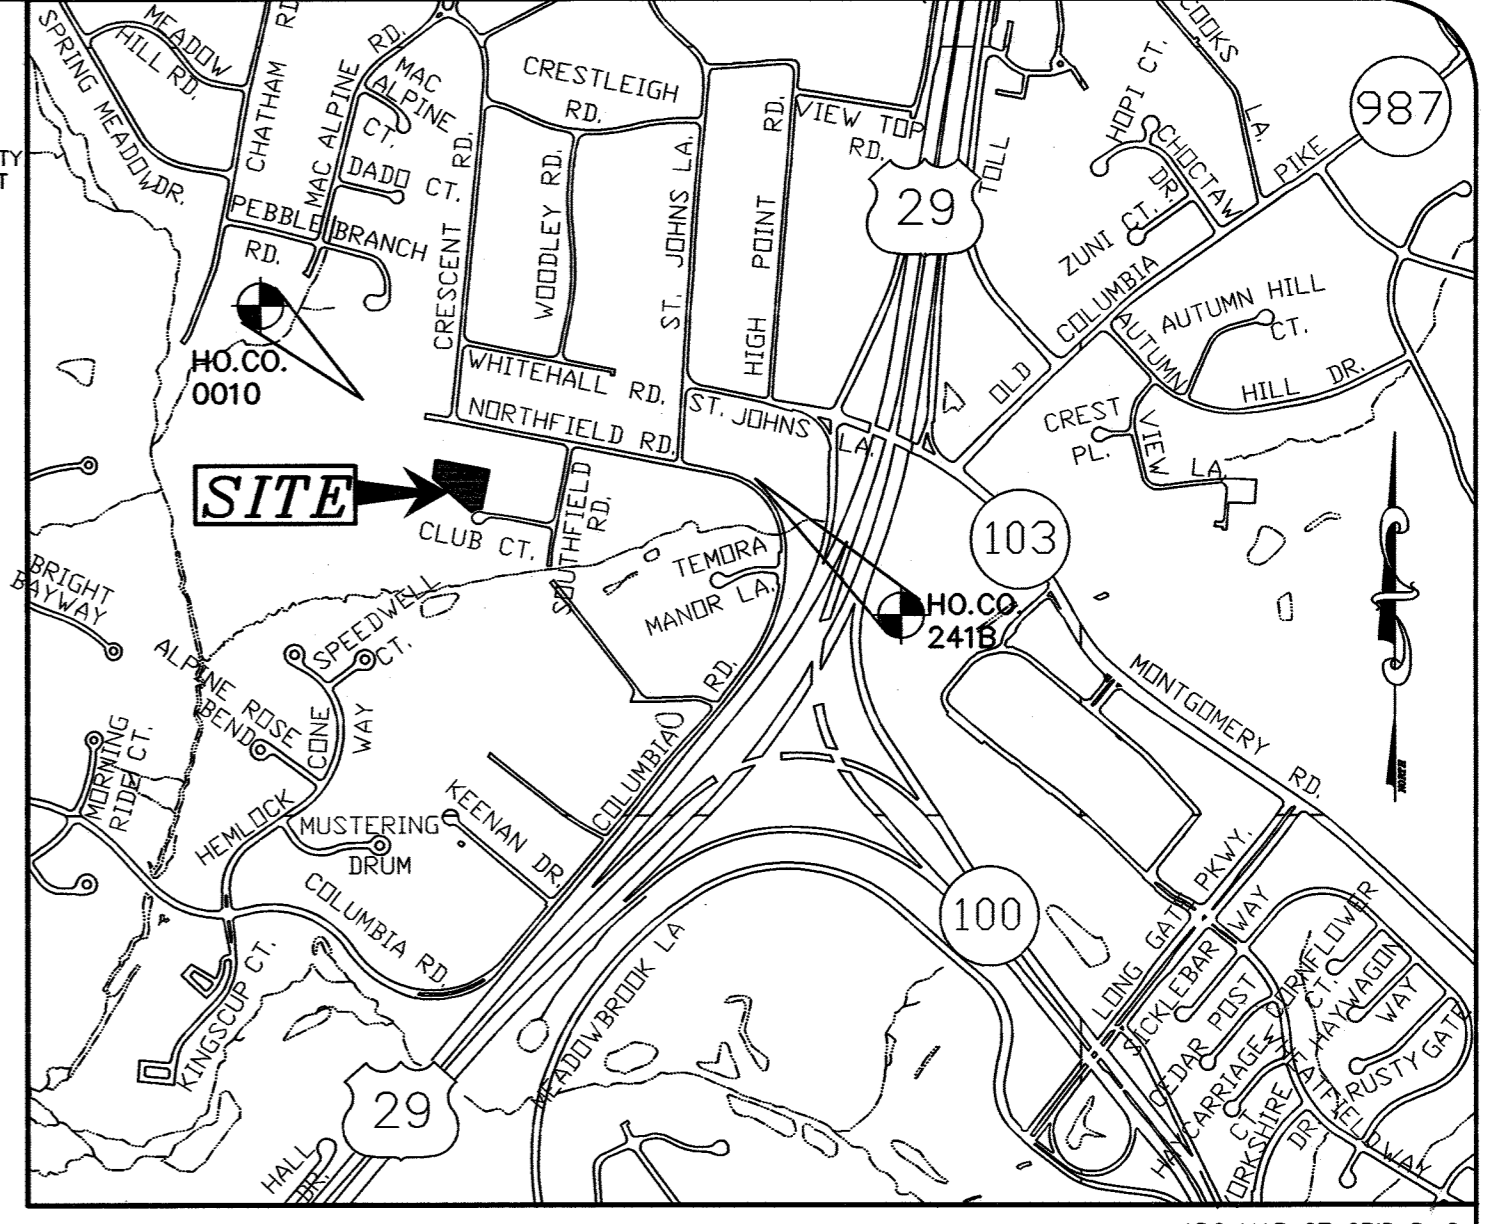 SPRING MEADOW DR.
MEADOW
HILL RD.
CHATHAM RD
MAC ALPINE RD.
MAC
ALPINE
CT.
DADO CT.
PEBBLE BRANCH
RD.
CRESCENT RD.
CRESTLEIGH
RD.
WOODLEY RD.
ST. JOHNS LA.
HIGH POINT RD.
VIEW TOP
RD.
29
TOLL
COOKS
LA.
HOPI CT.
CHOCTAW
DR.
ZUNI CT.
987
OLD COLUMBIA PIKE
AUTUMN HILL
CT.
AUTUMN
HILL DR.
CREST
PL.
VIEW
LA.
TY
T
HO.CO.
0010
WHITEHALL RD.
NORTHFIELD RD.
ST. JOHNS
LA.
SITE
CLUB CT.
SOUTHFIELD
RD.
103
TEMORA
MANOR LA.
HO.CO.
241B
BRIGHT
BAYWAY
SPEEDWELL
CT.
ALPINE ROSE
BEND
CONE
WAY
MORNING
RIDE CT.
HEMLOCK
MUSTERING
DRUM
KEENAN DR.
COLUMBIA RD.
COLUMBIA RD.
MONTGOMERY RD.
100
LONG GATE PKWY.
KINGSCUP CT.
MEADOWBROOK LA
SICKLEBAR WAY
CEDAR POST
CORNFLOWER
CT.
HAYWAGON
WAY
RUSTY GATE
CARRIAGE
CT.
HATFIELD WAY
YORKSHIRE
DR.
29
HALL
DR.